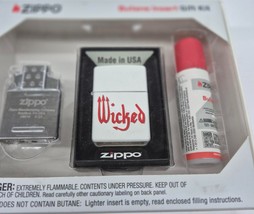 ZIPPO
Butane Insert Gift Kit
Made in USA
zippo
Wicked
zippo
GER: EXTREMELY FLAMMABLE. CONTENTS UNDER PRESSURE. KEEP OUT OF
CH OF CHILDREN. Read carefully other cautionary labeling on back panel.
DOES NOT CONTAIN BUTANE: Lighter insert is empty, read enclosed filling instructions.